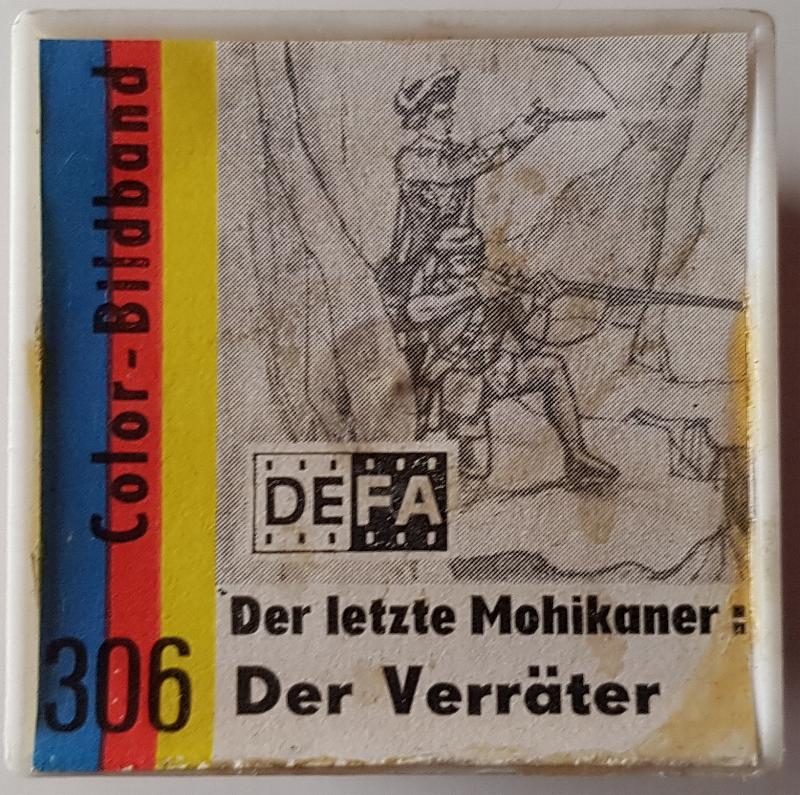 Color-Bildband
DEFA
Der letzte Mohikaner :
306
Der Verräter